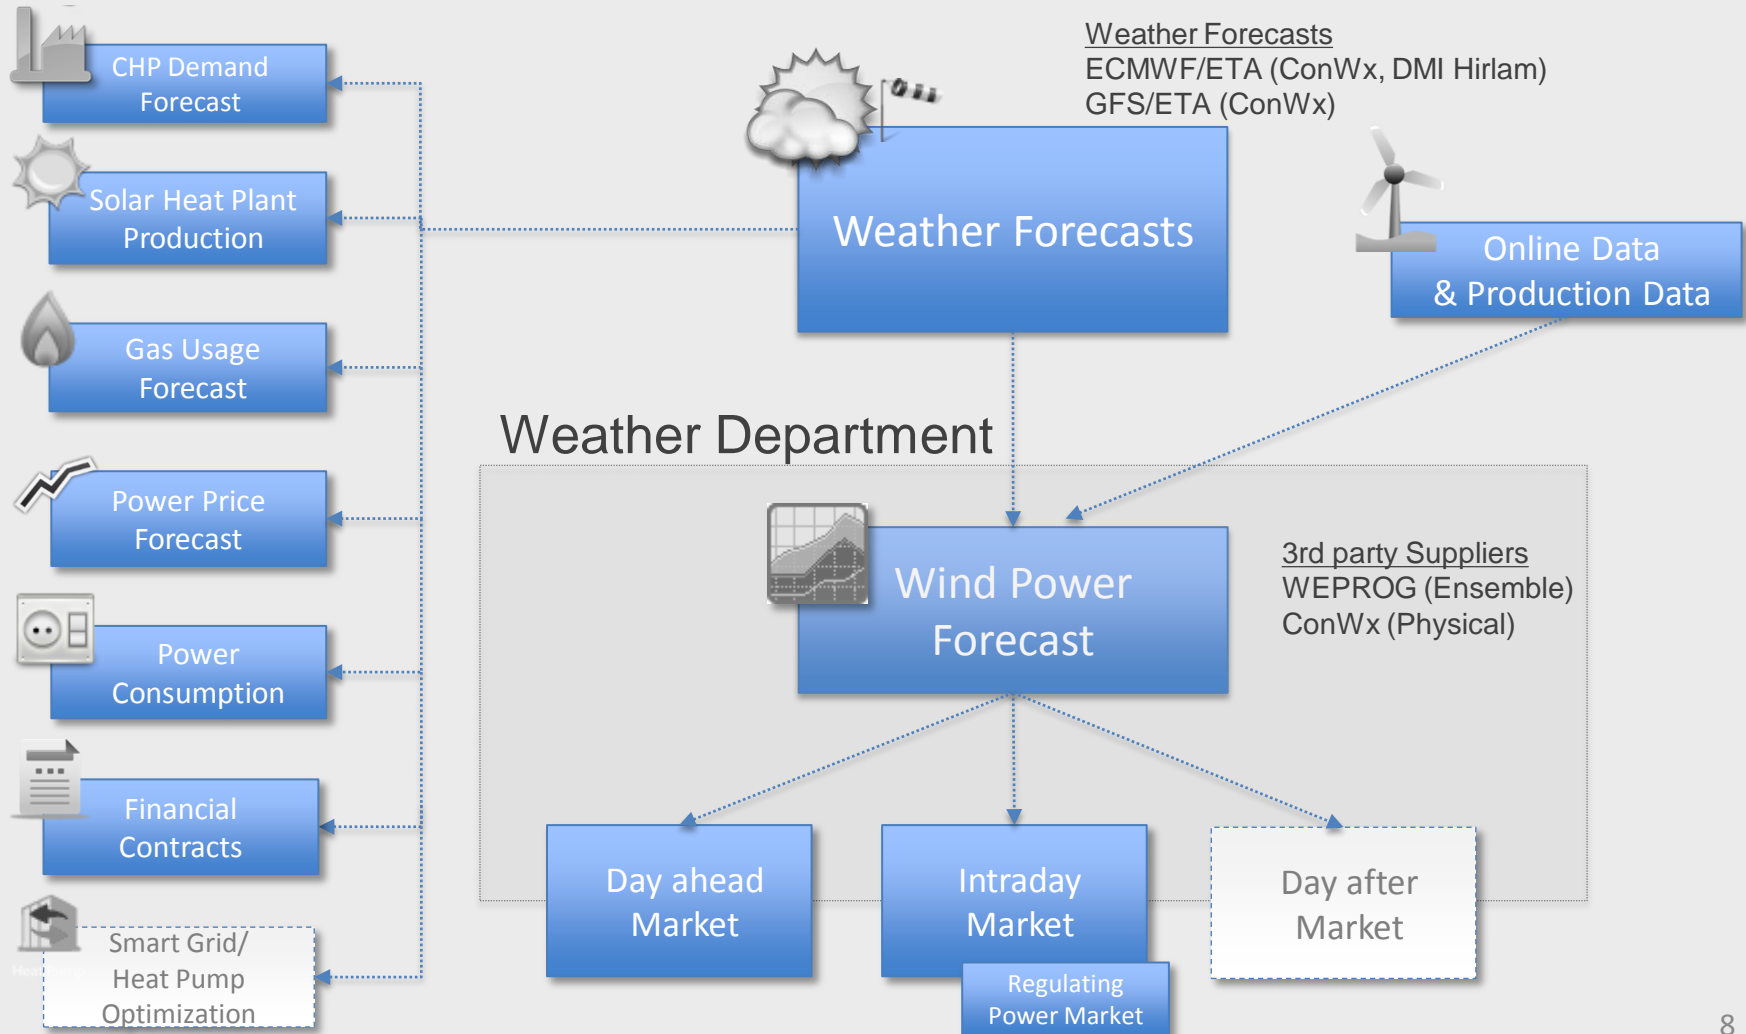 CHP Demand
Forecast
Solar Heat Plant
Production
Gas Usage
Forecast
Power Price
Forecast
Power
Consumption
Financial
Contracts
Smart Grid/
Heat Pump
Optimization
Weather Forecasts
ECMWF/ETA (ConWx, DMI Hirlam)
GFS/ETA (ConWx)
Weather Forecasts
Online Data
& Production Data
Weather Department
Wind Power
Forecast
3rd party Suppliers
WEPROG (Ensemble)
ConWx (Physical)
Day ahead
Market
Intraday
Market
Regulating
Power Market
Day after
Market
8